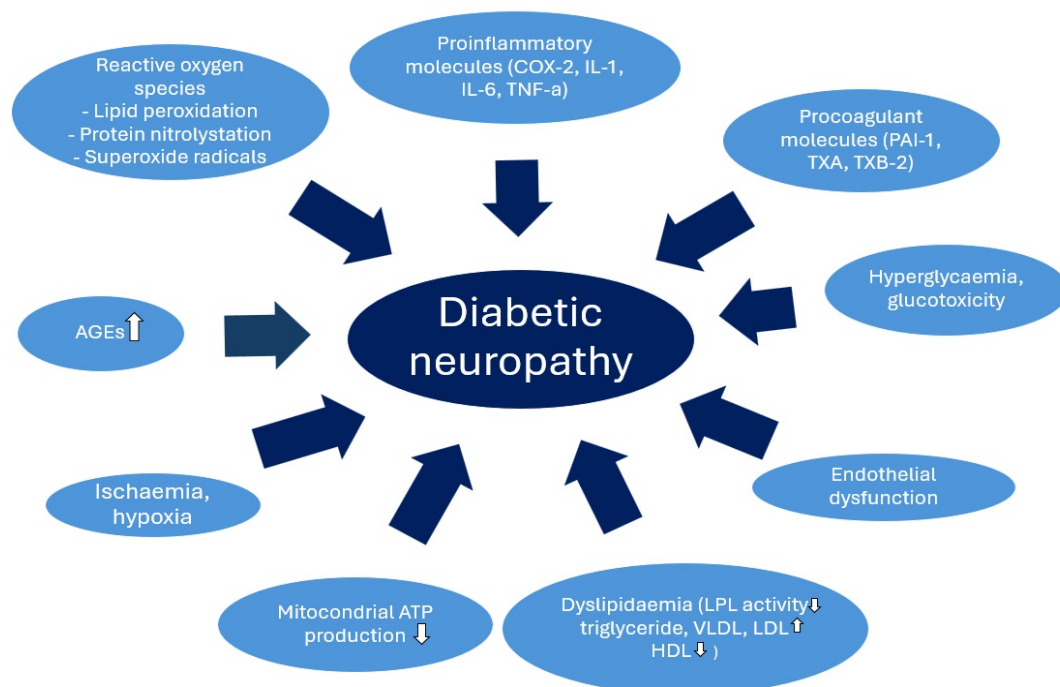 Reactive oxygen
species
- Lipid peroxidation
- Protein nitrolystation
- Superoxide radicals
Proinflammatory
molecules (COX-2, IL-1,
IL-6, TNF-a)
Procoagulant
molecules (PAI-1,
TXA, TXB-2)
Hyperglycaemia,
glucotoxicity
AGEs
Diabetic
neuropathy
Ischaemia,
hypoxia
Endothelial
dysfunction
Mitocondrial ATP
production
Dyslipidaemia (LPL activity
triglyceride, VLDL, LDL
HDL )